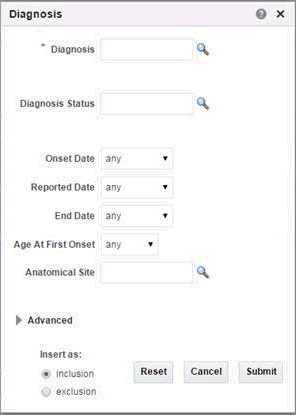 Diagnosis
* Diagnosis
Diagnosis Status
Onset Date any
Reported Date any
End Date any
Age At First Onset any
Anatomical Site
Advanced
Insert as:
inclusion
exclusion
Reset Cancel Submit